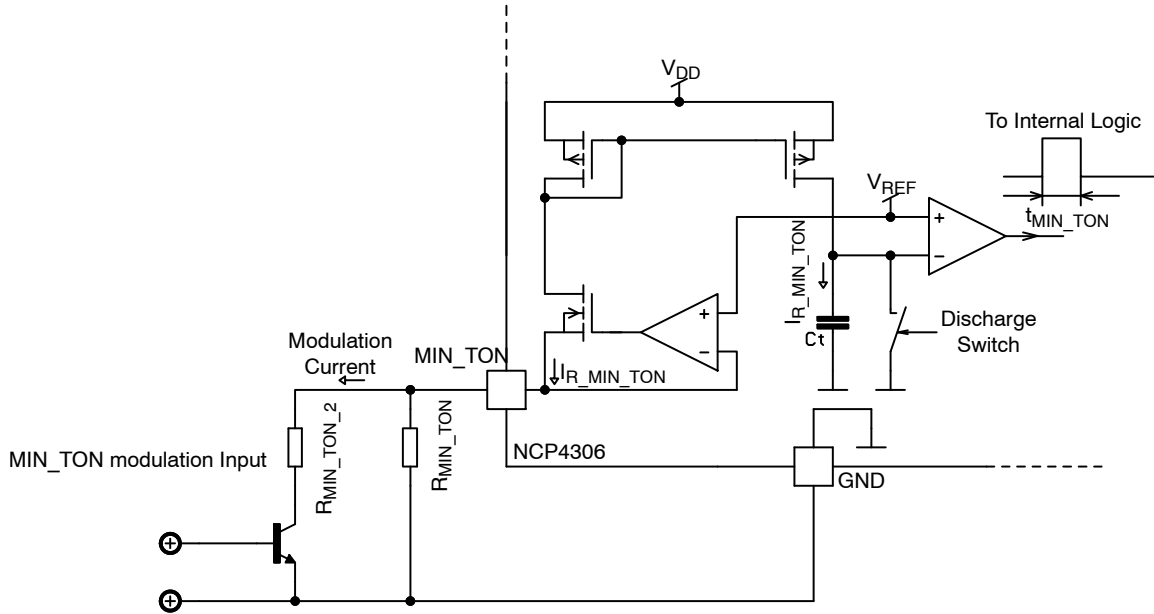 VDD
To Internal Logic
VREF
+
−
tMIN_TON
IR_MIN_TON
+
−
Ct
Discharge
Switch
Modulation
Current
MIN_TON
IR_MIN_TON
RMIN_TON_2
RMIN_TON
NCP4306
MIN_TON modulation Input
GND